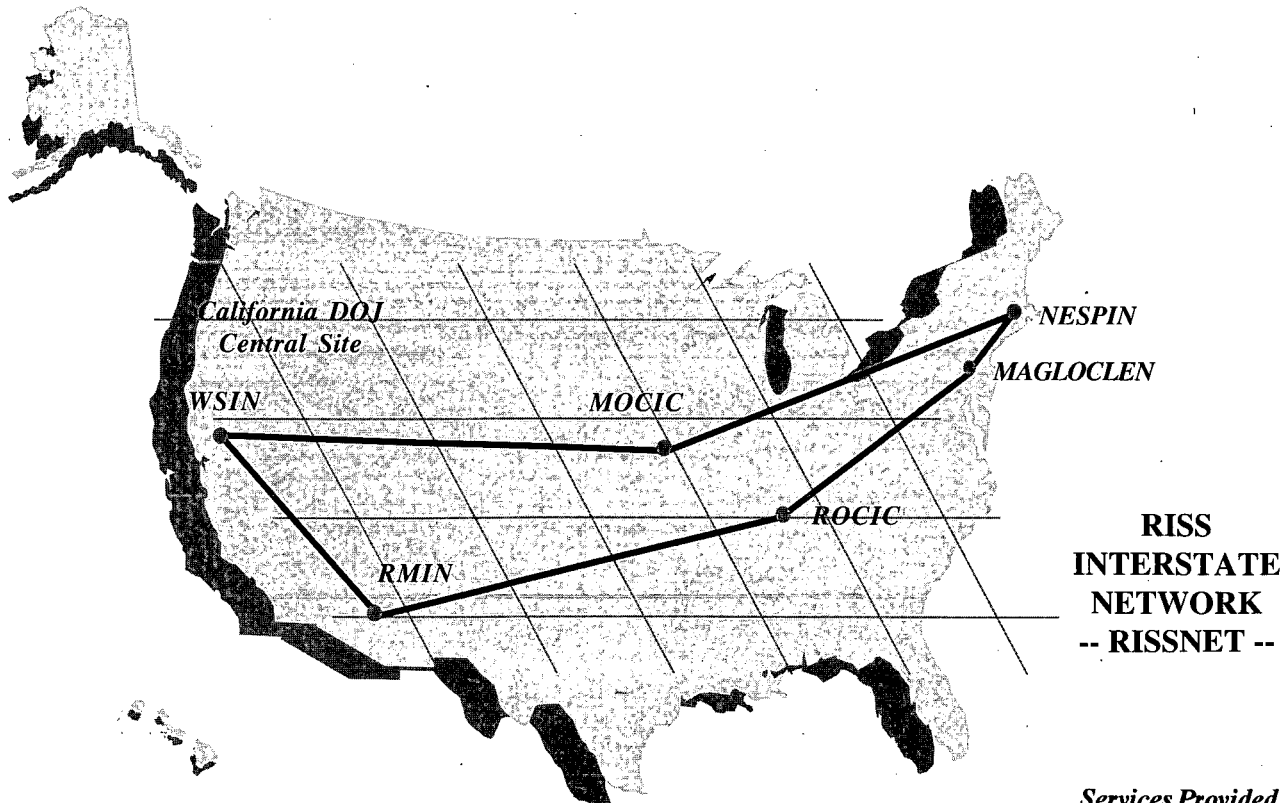 California DOJ
Central Site
NESPIN
MAGLOCLEN
WSIN
MOCIC
ROCIC
RMIN
RISS
INTERSTATE
NETWORK
-- RISSNET --
Services Provided